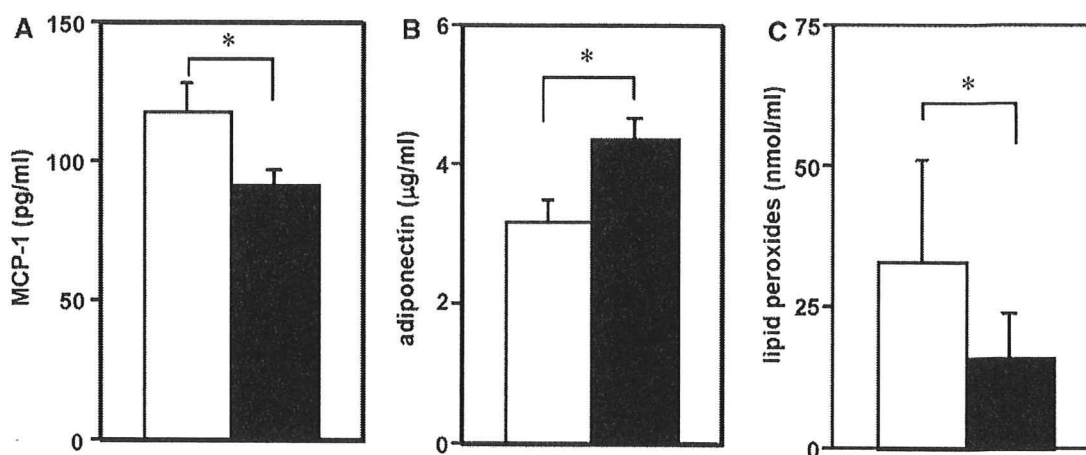 A
150
100
50
0
MCP-1 (pg/ml)
*
B
6
4
2
0
adiponectin (μg/ml)
*
C
75
50
25
0
lipid peroxides (nmol/ml)
*